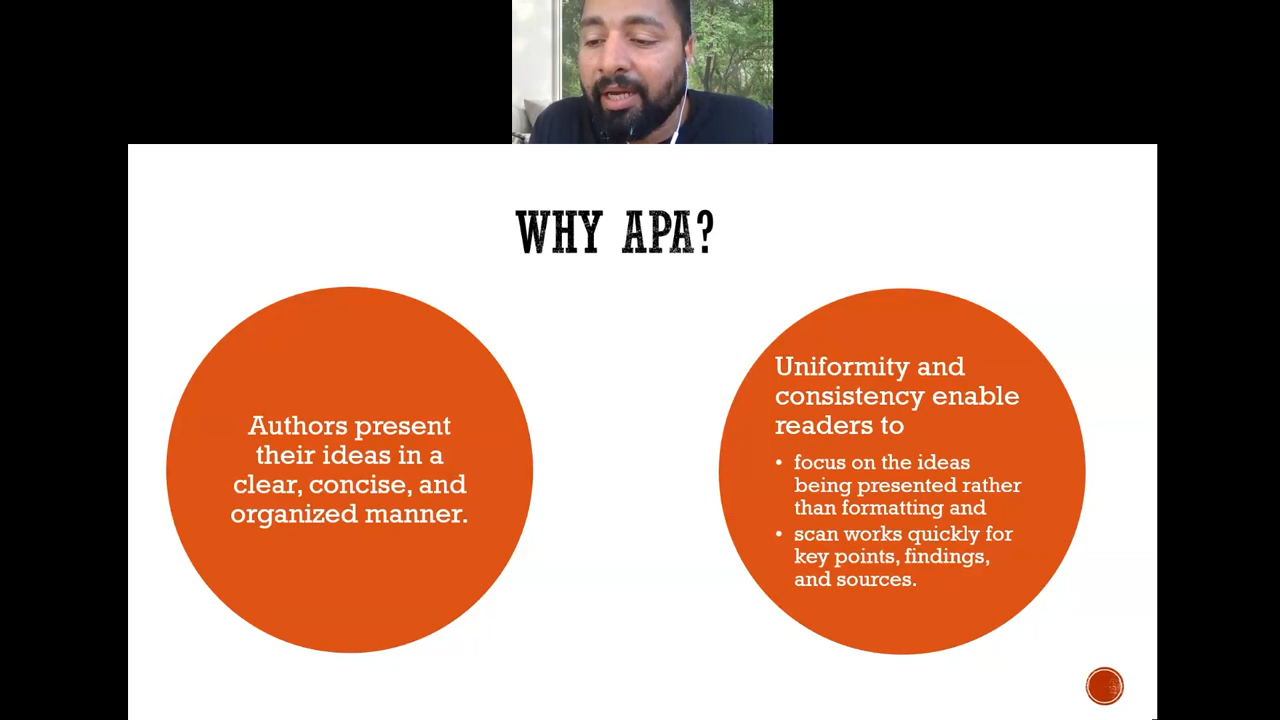 WHY APA?
Authors present
their ideas in a
clear, concise, and
organized manner.
Uniformity and
consistency enable
readers to
• focus on the ideas
being presented rather
than formatting and
• scan works quickly for
key points, findings,
and sources.